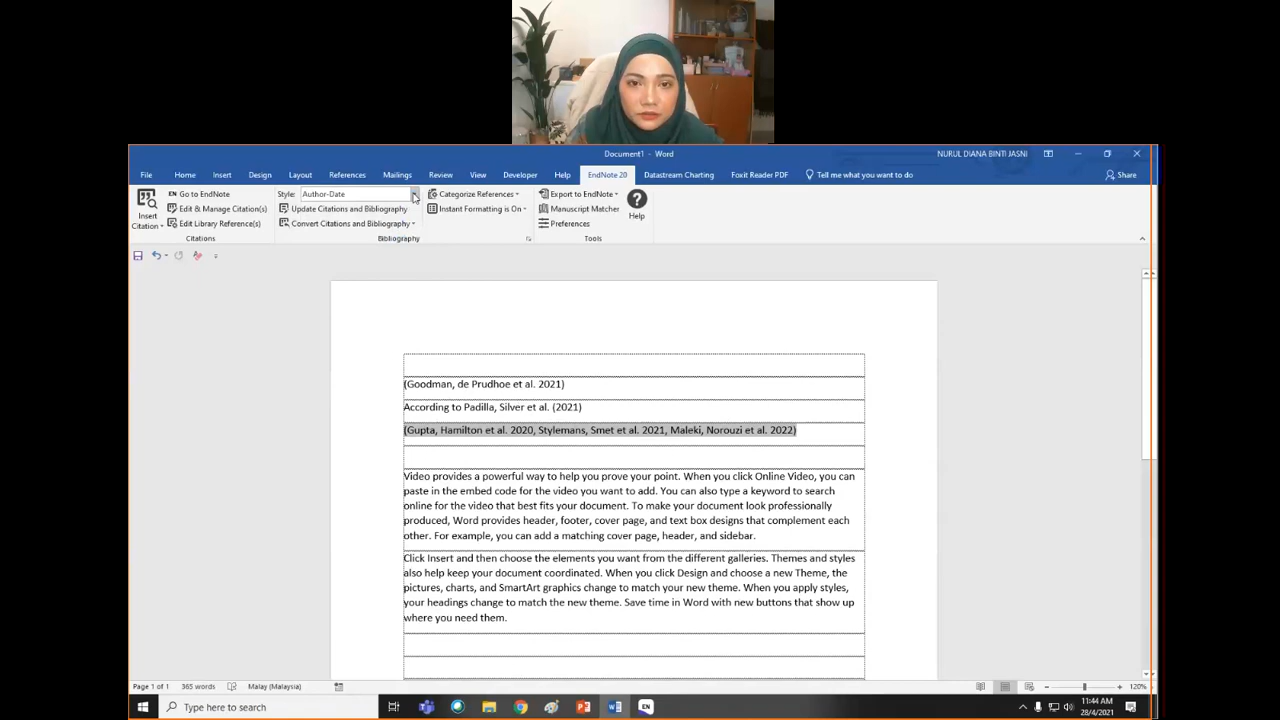 Document1 - Word
NURUL DIANA BINTI JASNI
File Home Insert Design Layout References Mailings Review View Developer Help EndNote 20 Datastream Charting Foxit Reader PDF Tell me what you want to do Share
Insert Citation
Go to EndNote
Edit & Manage Citation(s)
Edit Library Reference(s)
Citations
Style: Author-Date
Update Citations and Bibliography
Convert Citations and Bibliography
Categorize References
Instant Formatting is On
Bibliography
Export to EndNote
Manuscript Matcher
Preferences
Help
Tools
(Goodman, de Prudhoe et al. 2021)
According to Padilla, Silver et al. (2021)
(Gupta, Hamilton et al. 2020, Stylemans, Smet et al. 2021, Maleki, Norouzi et al. 2022)
Video provides a powerful way to help you prove your point. When you click Online Video, you can
paste in the embed code for the video you want to add. You can also type a keyword to search
online for the video that best fits your document. To make your document look professionally
produced, Word provides header, footer, cover page, and text box designs that complement each
other. For example, you can add a matching cover page, header, and sidebar.
Click Insert and then choose the elements you want from the different galleries. Themes and styles
also help keep your document coordinated. When you click Design and choose a new Theme, the
pictures, charts, and SmartArt graphics change to match your new theme. When you apply styles,
your headings change to match the new theme. Save time in Word with new buttons that show up
where you need them.
Page 1 of 1 365 words Malay (Malaysia) 120%
Type here to search
EN
11:44 AM
28/4/2021